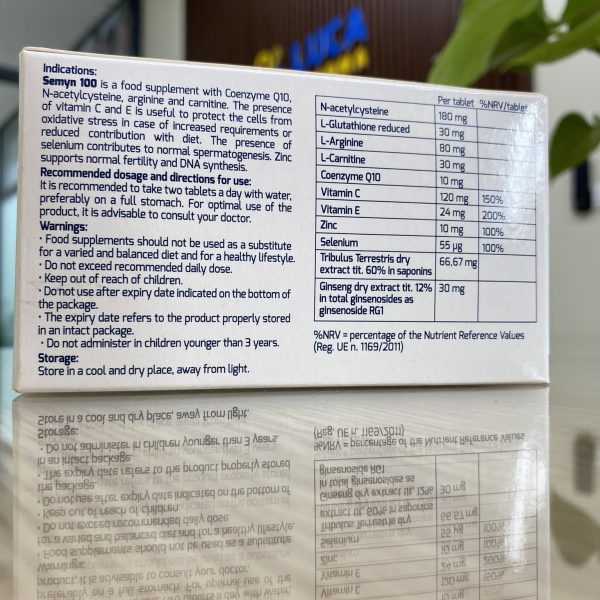 LUCA
Indications:
Semyn 100 is a food supplement with Coenzyme Q10,
N-acetylcysteine, arginine and carnitine. The presence
of vitamin C and E is useful to protect the cells from
oxidative stress in case of increased requirements or
reduced contribution with diet. The presence of
selenium contributes to normal spermatogenesis. Zinc
supports normal fertility and DNA synthesis.
Recommended dosage and directions for use:
It is recommended to take two tablets a day with water,
preferably on a full stomach. For optimal use of the
product, it is advisable to consult your doctor.
Warnings:
• Food supplements should not be used as a substitute
for a varied and balanced diet and for a healthy lifestyle.
• Do not exceed recommended daily dose.
• Keep out of reach of children.
• Do not use after expiry date indicated on the bottom of
the package.
• The expiry date refers to the product properly stored
in an intact package.
• Do not administer in children younger than 3 years.
Storage:
Store in a cool and dry place, away from light.
Per tablet %NRV/tablet
N-acetylcysteine 180 mg
L-Glutathione reduced 30 mg
L-Arginine 80 mg
L-Carnitine 30 mg
Coenzyme Q10 10 mg
Vitamin C 120 mg 150%
Vitamin E 24 mg 200%
Zinc 10 mg 100%
Selenium 55 µg 100%
Tribulus Terrestris dry 66,67 mg
extract tit. 60% in saponins
Ginseng dry extract tit. 12% 30 mg
in total ginsenosides as
ginsenoside RG1
%NRV = percentage of the Nutrient Reference Values
(Reg. UE n. 1169/2011)